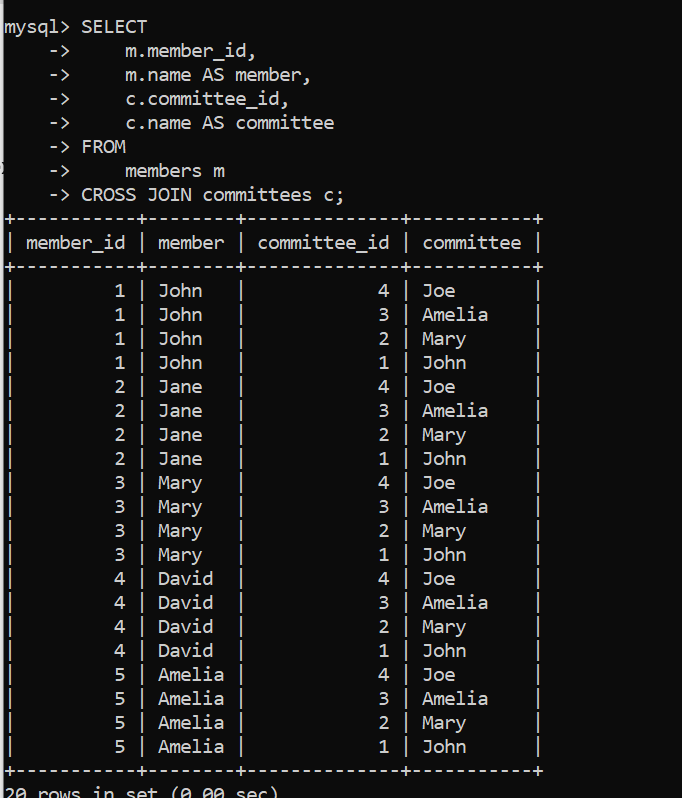 mysql> SELECT
    ->     m.member_id,
    ->     m.name AS member,
    ->     c.committee_id,
    ->     c.name AS committee
    -> FROM
    ->     members m
    -> CROSS JOIN committees c;
+-----------+--------+--------------+-----------+
| member_id | member | committee_id | committee |
+-----------+--------+--------------+-----------+
|         1 | John   |            4 | Joe       |
|         1 | John   |            3 | Amelia    |
|         1 | John   |            2 | Mary      |
|         1 | John   |            1 | John      |
|         2 | Jane   |            4 | Joe       |
|         2 | Jane   |            3 | Amelia    |
|         2 | Jane   |            2 | Mary      |
|         2 | Jane   |            1 | John      |
|         3 | Mary   |            4 | Joe       |
|         3 | Mary   |            3 | Amelia    |
|         3 | Mary   |            2 | Mary      |
|         3 | Mary   |            1 | John      |
|         4 | David  |            4 | Joe       |
|         4 | David  |            3 | Amelia    |
|         4 | David  |            2 | Mary      |
|         4 | David  |            1 | John      |
|         5 | Amelia |            4 | Joe       |
|         5 | Amelia |            3 | Amelia    |
|         5 | Amelia |            2 | Mary      |
|         5 | Amelia |            1 | John      |
+-----------+--------+--------------+-----------+
20 rows in set (0.00 sec)